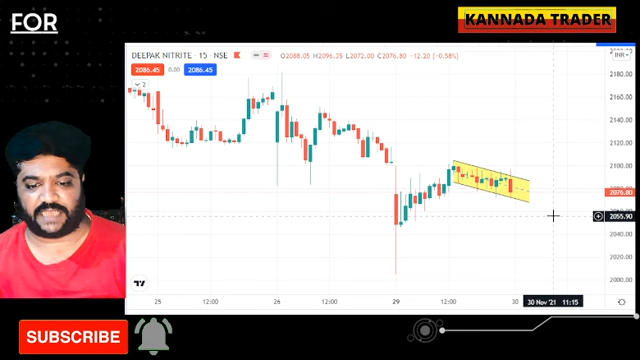 FOR
KANNADA TRADER
DEEPAK NITRITE · 15 · NSE
O2088.05 H2096.35 L2072.00 C2076.80 -12.20 (-0.58%)
INR
2086.45 0.00 2086.45
2
2180.00
2160.00
2140.00
2120.00
2100.00
2076.80
2055.90
2040.00
2020.00
2000.00
25 12:00 26 12:00 29 12:00 30
30 Nov '21 11:15
SUBSCRIBE